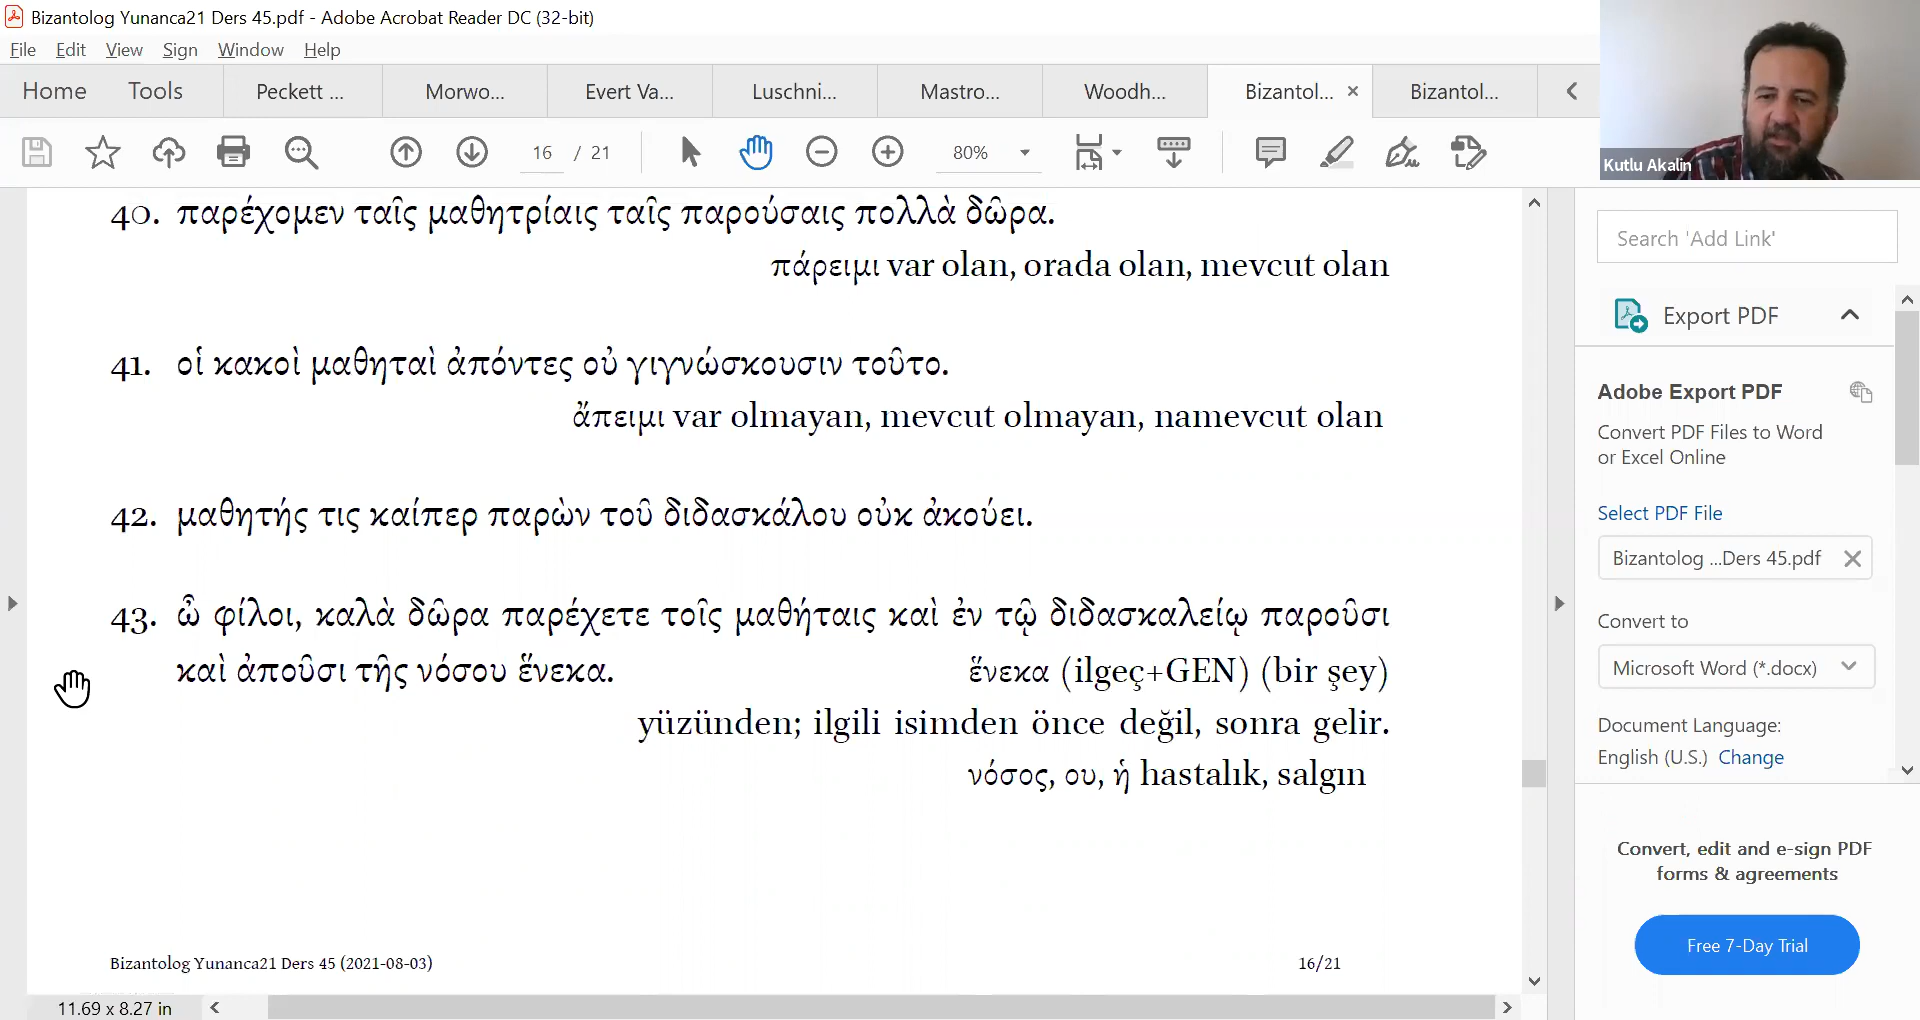 Bizantolog Yunanca21 Ders 45.pdf - Adobe Acrobat Reader DC (32-bit)
File Edit View Sign Window Help
Home Tools Peckett ... Morwo... Evert Va... Luschni... Mastro... Woodh... Bizantol... × Bizantol...
16 / 21 80%
Kutlu Akalin
40. παρέχομεν ταῖς μαθητρίαις ταῖς παρούσαις πολλὰ δῶρα.
πάρειμι var olan, orada olan, mevcut olan
41. οἱ κακοὶ μαθηταὶ ἀπόντες οὐ γιγνώσκουσιν τοῦτο.
ἄπειμι var olmayan, mevcut olmayan, namevcut olan
42. μαθητής τις καίπερ παρὼν τοῦ διδασκάλου οὐκ ἀκούει.
43. ὦ φίλοι, καλὰ δῶρα παρέχετε τοῖς μαθήταις καὶ ἐν τῷ διδασκαλείῳ παροῦσι
καὶ ἀποῦσι τῆς νόσου ἕνεκα. ἕνεκα (ilgeç+GEN) (bir şey)
yüzünden; ilgili isimden önce değil, sonra gelir.
νόσος, ου, ἡ hastalık, salgın
Bizantolog Yunanca21 Ders 45 (2021-08-03) 16/21
11.69 x 8.27 in
Search 'Add Link'
Export PDF
Adobe Export PDF
Convert PDF Files to Word
or Excel Online
Select PDF File
Bizantolog ...Ders 45.pdf
Convert to
Microsoft Word (*.docx)
Document Language:
English (U.S.) Change
Convert, edit and e-sign PDF
forms & agreements
Free 7-Day Trial